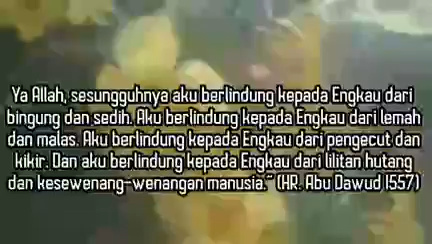 Ya Allah, sesungguhnya aku berlindung kepada Engkau dari
bingung dan sedih. Aku berlindung kepada Engkau dari lemah
dan malas. Aku berlindung kepada Engkau dari pengecut dan
kikir. Dan aku berlindung kepada Engkau dari lilitan hutang
dan kesewenang-wenangan manusia." (HR. Abu Dawud 1557)